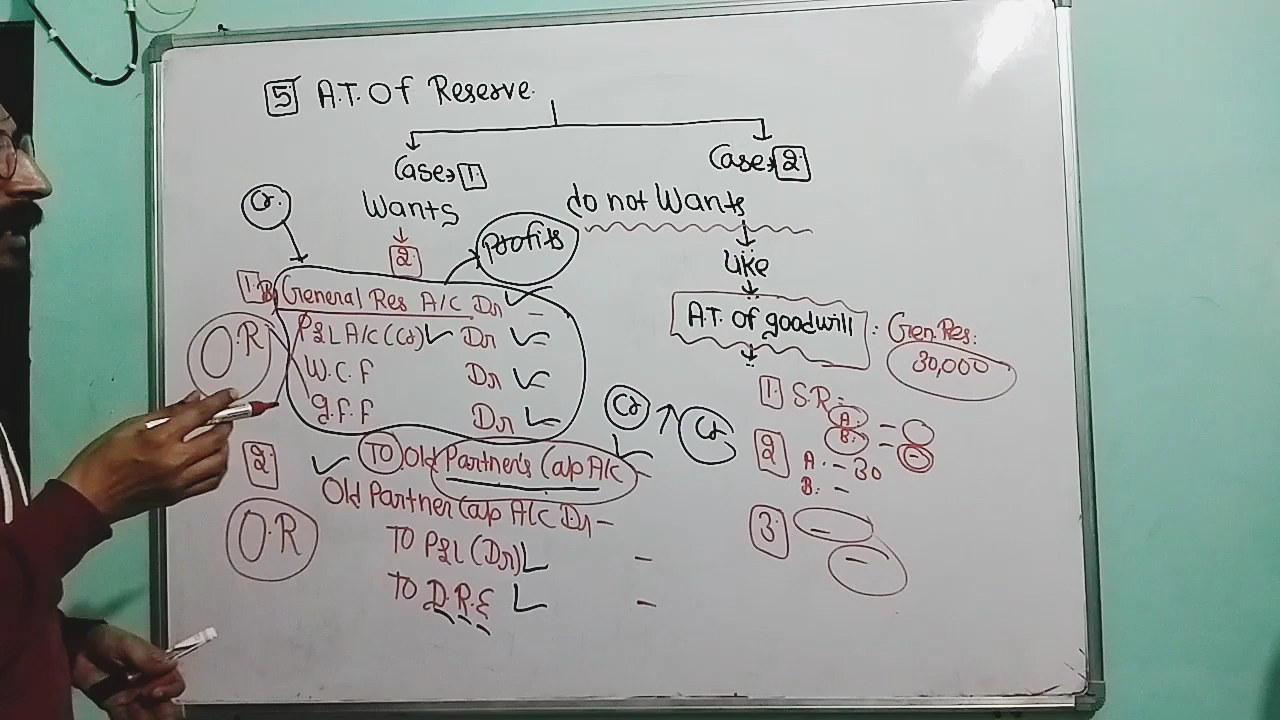 5 A.T. Of Reserve.
Case 1.
Case 2.
Cr.
Wants
do not Wants
2.
Profits
Like
1.
General Res A/C Dr
P&L A/C (Cr) Dr
W.C.F Dr
g.f.f Dr
O.R
A.T. of goodwill : Gen. Res.
30,000
1. S.R:-
A. =
B. =
2. A. - 30
B. -
Cr
Cr
2. TO Old Partner's Cap A/c
Old Partner Cap A/C Dr -
O.R
TO P&L (Dr) -
TO D.R.E -
3. -
-